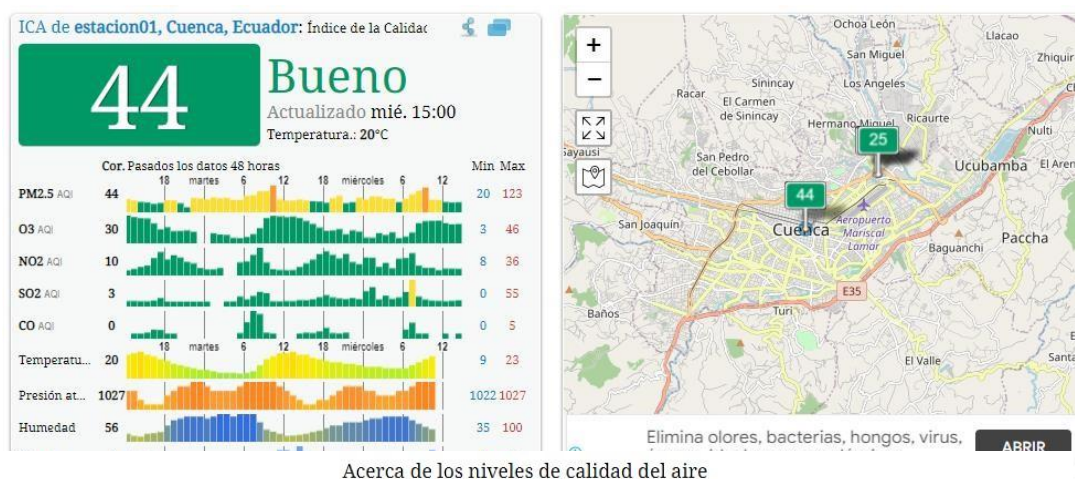 ICA de estacion01, Cuenca, Ecuador: Índice de la Calidac
44
Bueno
Actualizado mié. 15:00
Temperatura.: 20°C
Cor. Pasados los datos 48 horas Min Max
18 martes 6 12 18 miércoles 6 12
PM2.5 AQI 44 20 123
O3 AQI 30 3 46
NO2 AQI 10 8 36
SO2 AQI 3 0 55
CO AQI 0 0 5
18 martes 6 12 18 miércoles 6 12
Temperatu... 20 9 23
Presión at... 1027 1022 1027
Humedad 56 35 100
+
−
Ochoa León
Llacao
San Miguel
Zhiquir
Sinincay
Los Angeles
Racar
El Carmen
de Sinincay
Hermano Miguel
Ricaurte
25
Nulti
Sayausí
San Pedro
del Cebollar
Ucubamba
El Aren
44
San Joaquín
Cuenca
Aeropuerto
Mariscal
Lamar
Paccha
Baguanchi
E35
Baños
Turi
El Valle
Santa
Elimina olores, bacterias, hongos, virus,
ABRIR
Acerca de los niveles de calidad del aire